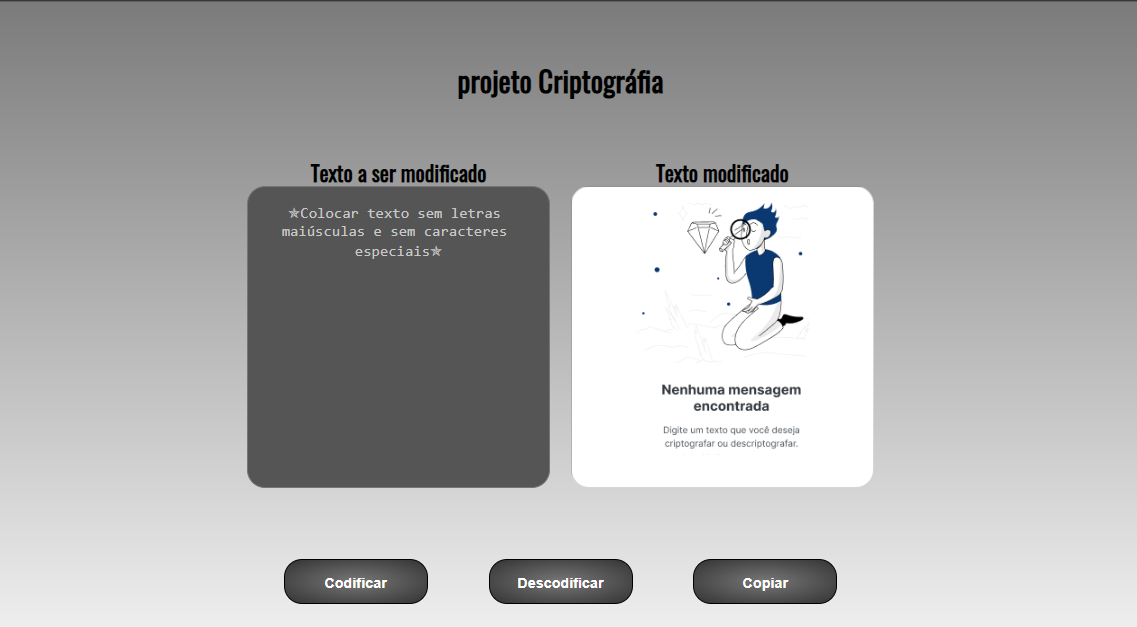 projeto Criptográfia
Texto a ser modificado
✯Colocar texto sem letras
maiúsculas e sem caracteres
especiais✯
Texto modificado
Nenhuma mensagem
encontrada
Digite um texto que você deseja
criptografar ou descriptografar.
Codificar
Descodificar
Copiar